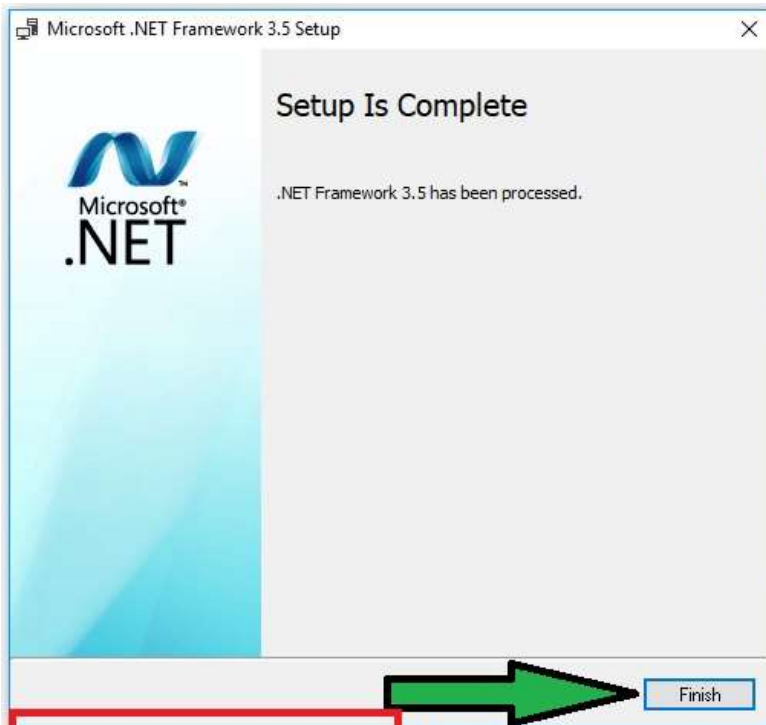 Microsoft .NET Framework 3.5 Setup
Setup Is Complete
.NET Framework 3.5 has been processed.
Microsoft®
.NET
™
Finish